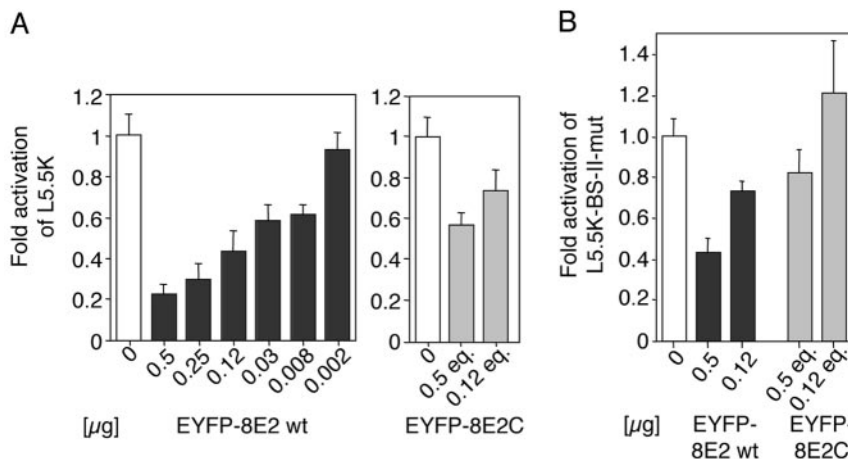 A
B
Fold activation
of L5.5K
1.2
1
0.8
0.6
0.4
0.2
0
0
0.5
0.25
0.12
0.03
0.008
0.002
[µg]
EYFP-8E2 wt
1.2
1
0.8
0.6
0.4
0.2
0
0
0.5 eq.
0.12 eq.
EYFP-8E2C
Fold activation of
L5.5K-BS-II-mut
1.4
1.2
1.0
0.8
0.6
0.4
0.2
0
0
0.5
0.12
0.5 eq.
0.12 eq.
[µg]
EYFP-
8E2 wt
EYFP-
8E2C